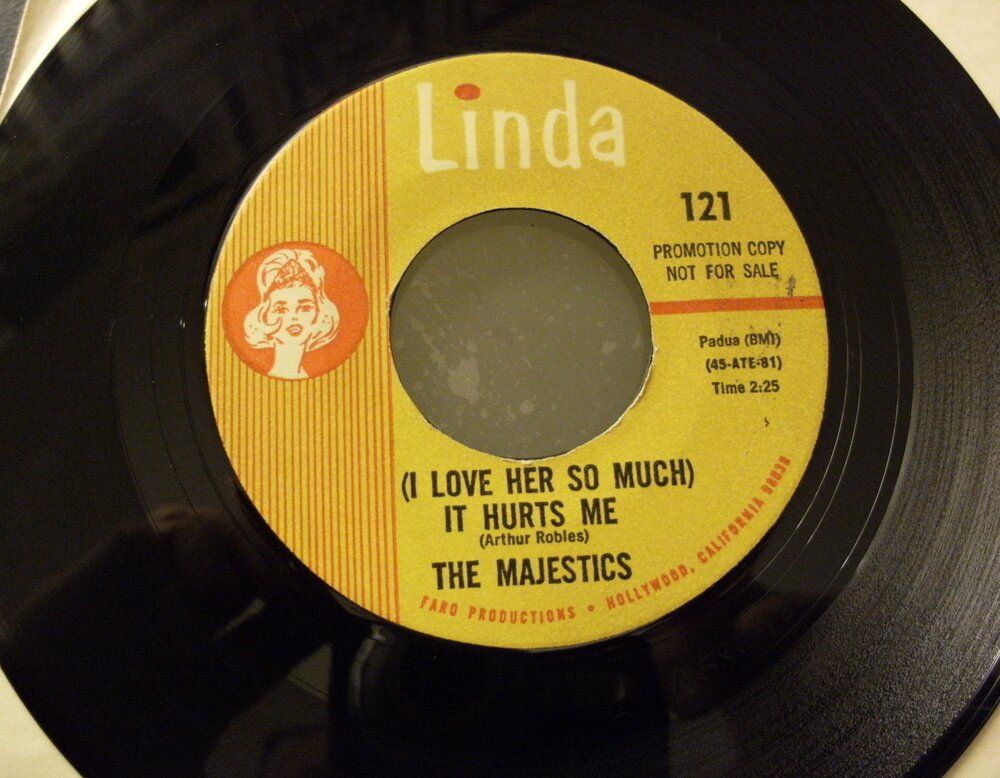 Linda
121
PROMOTION COPY
NOT FOR SALE
Padua (BMI)
(45-ATE-81)
Time 2:25
(I LOVE HER SO MUCH)
IT HURTS ME
(Arthur Robles)
THE MAJESTICS
FARO PRODUCTIONS • HOLLYWOOD, CALIFORNIA